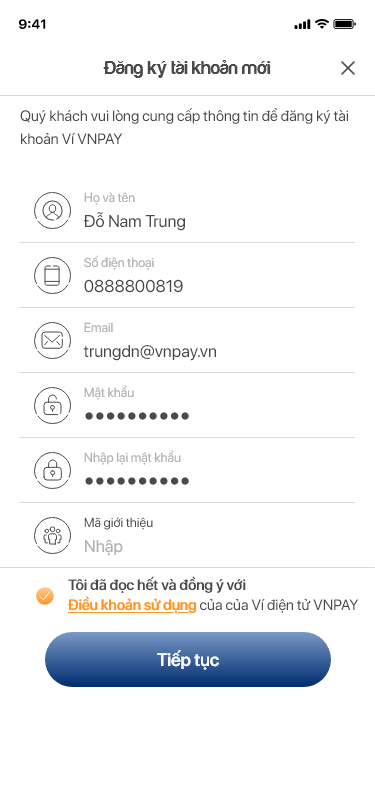 9:41
Đăng ký tài khoản mới
Quý khách vui lòng cung cấp thông tin để đăng ký tài
khoản Ví VNPAY
Họ và tên
Đỗ Nam Trung
Số điện thoại
0888800819
Email
trungdn@vnpay.vn
Mật khẩu
●●●●●●●●●●
Nhập lại mật khẩu
●●●●●●●●●●
Mã giới thiệu
Nhập
Tôi đã đọc hết và đồng ý với
Điều khoản sử dụng của của Ví điện tử VNPAY
Tiếp tục